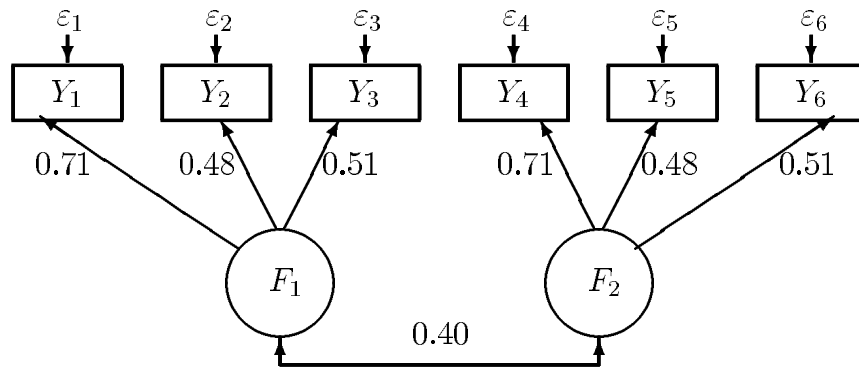 ε₁ ε₂ ε₃ ε₄ ε₅ ε₆
Y₁ Y₂ Y₃ Y₄ Y₅ Y₆
0.71 0.48 0.51 0.71 0.48 0.51
F₁ F₂
0.40